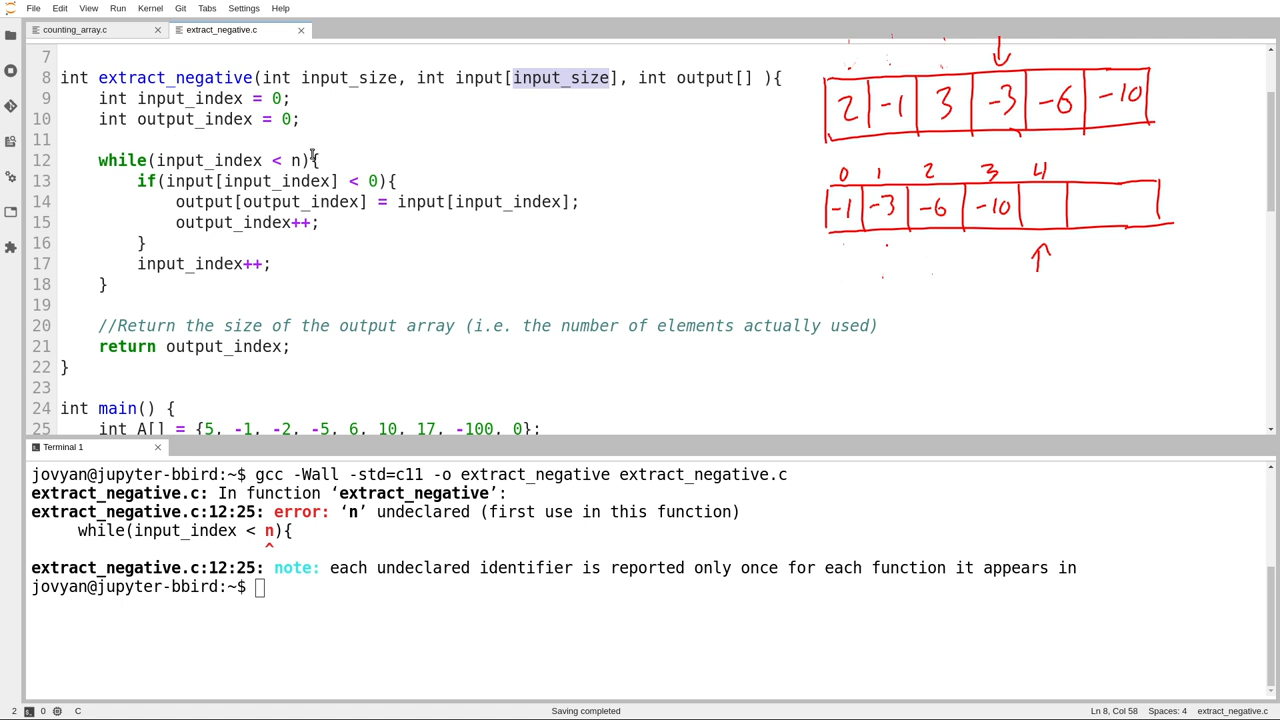 File Edit View Run Kernel Git Tabs Settings Help
counting_array.c extract_negative.c
7
8 int extract_negative(int input_size, int input[input_size], int output[] ){
9 int input_index = 0;
10 int output_index = 0;
11
12 while(input_index < n){
13 if(input[input_index] < 0){
14 output[output_index] = input[input_index];
15 output_index++;
16 }
17 input_index++;
18 }
19
20 //Return the size of the output array (i.e. the number of elements actually used)
21 return output_index;
22 }
23
24 int main() {
25 int A[] = {5, -1, -2, -5, 6, 10, 17, -100, 0};
2 -1 3 -3 -6 -10
0 1 2 3 4
-1 -3 -6 -10
Terminal 1
jovyan@jupyter-bbird:~$ gcc -Wall -std=c11 -o extract_negative extract_negative.c
extract_negative.c: In function ‘extract_negative’:
extract_negative.c:12:25: error: ‘n’ undeclared (first use in this function)
while(input_index < n){
^
extract_negative.c:12:25: note: each undeclared identifier is reported only once for each function it appears in
jovyan@jupyter-bbird:~$
2 0 C Saving completed Ln 8, Col 58 Spaces: 4 extract_negative.c